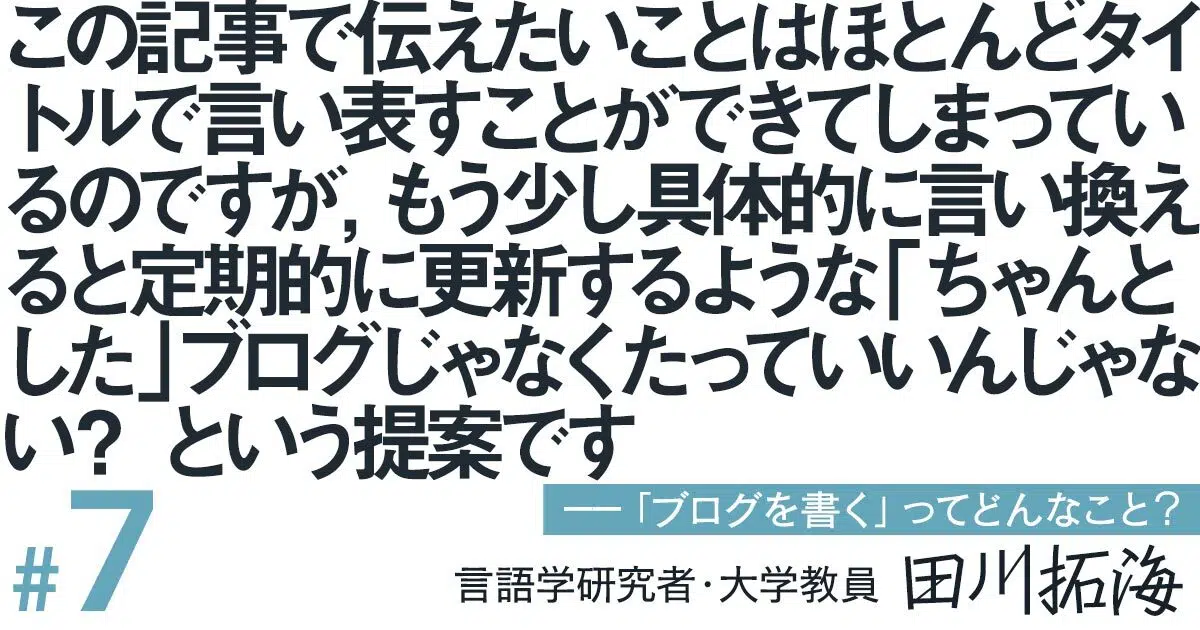 この記事で伝えたいことはほとんどタイ
トルで言い表すことができてしまってい
るのですが, もう少し具体的に言い換え
ると定期的に更新するような「ちゃんと
した」ブログじゃなくたっていいんじゃな
い? という提案です
#7
──「ブログを書く」ってどんなこと?
言語学研究者・大学教員 田川拓海